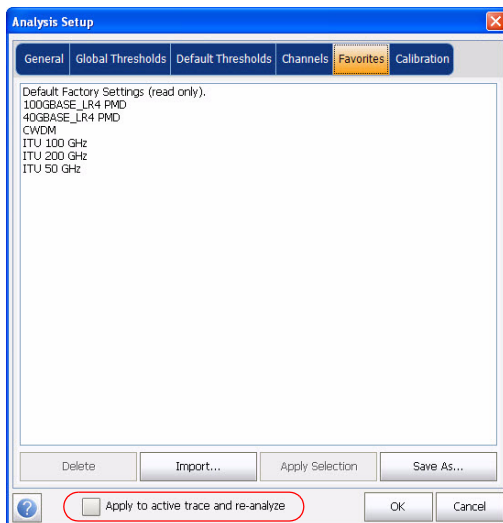 Analysis Setup
General Global Thresholds Default Thresholds Channels Favorites Calibration
Default Factory Settings (read only).
100GBASE_LR4 PMD
40GBASE_LR4 PMD
CWDM
ITU 100 GHz
ITU 200 GHz
ITU 50 GHz
Delete Import... Apply Selection Save As...
? Apply to active trace and re-analyze OK Cancel